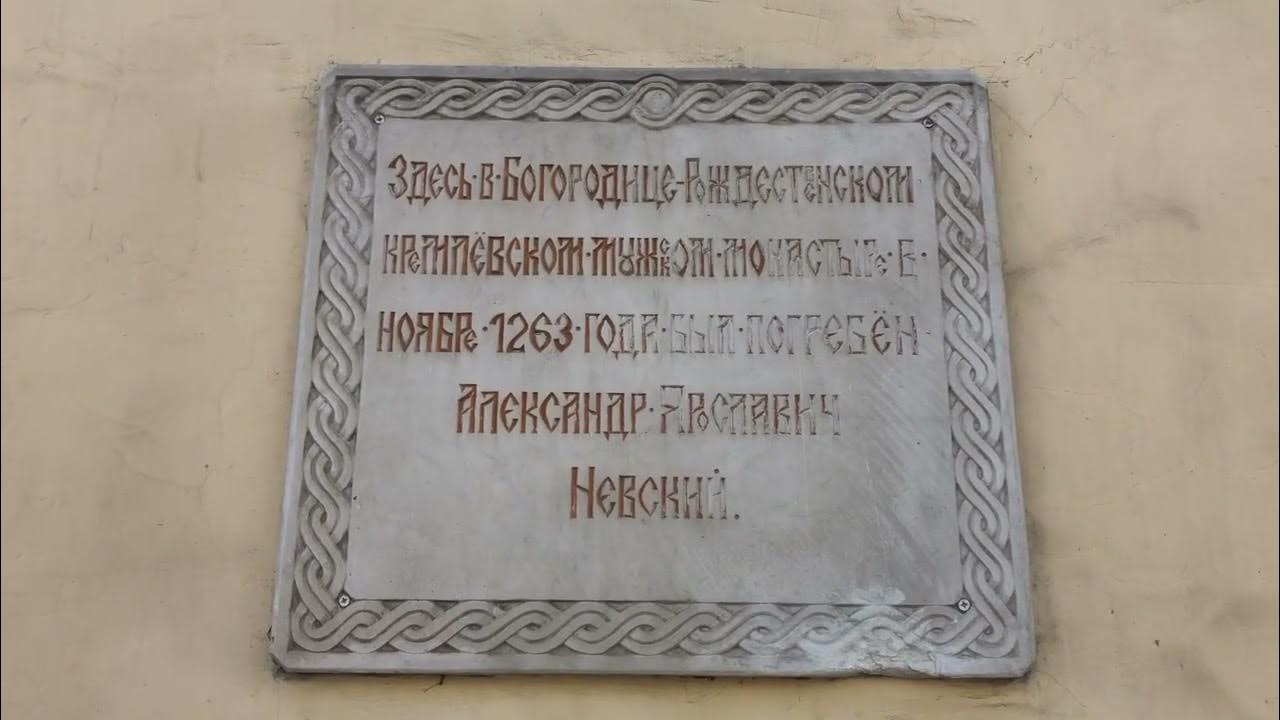 Здесь·в·Богородице-Рождественском
кремлёвском·мужском·монастыре·в·
ноябре·1263·года·был·погребён·
Александр·Ярославич
Невский.